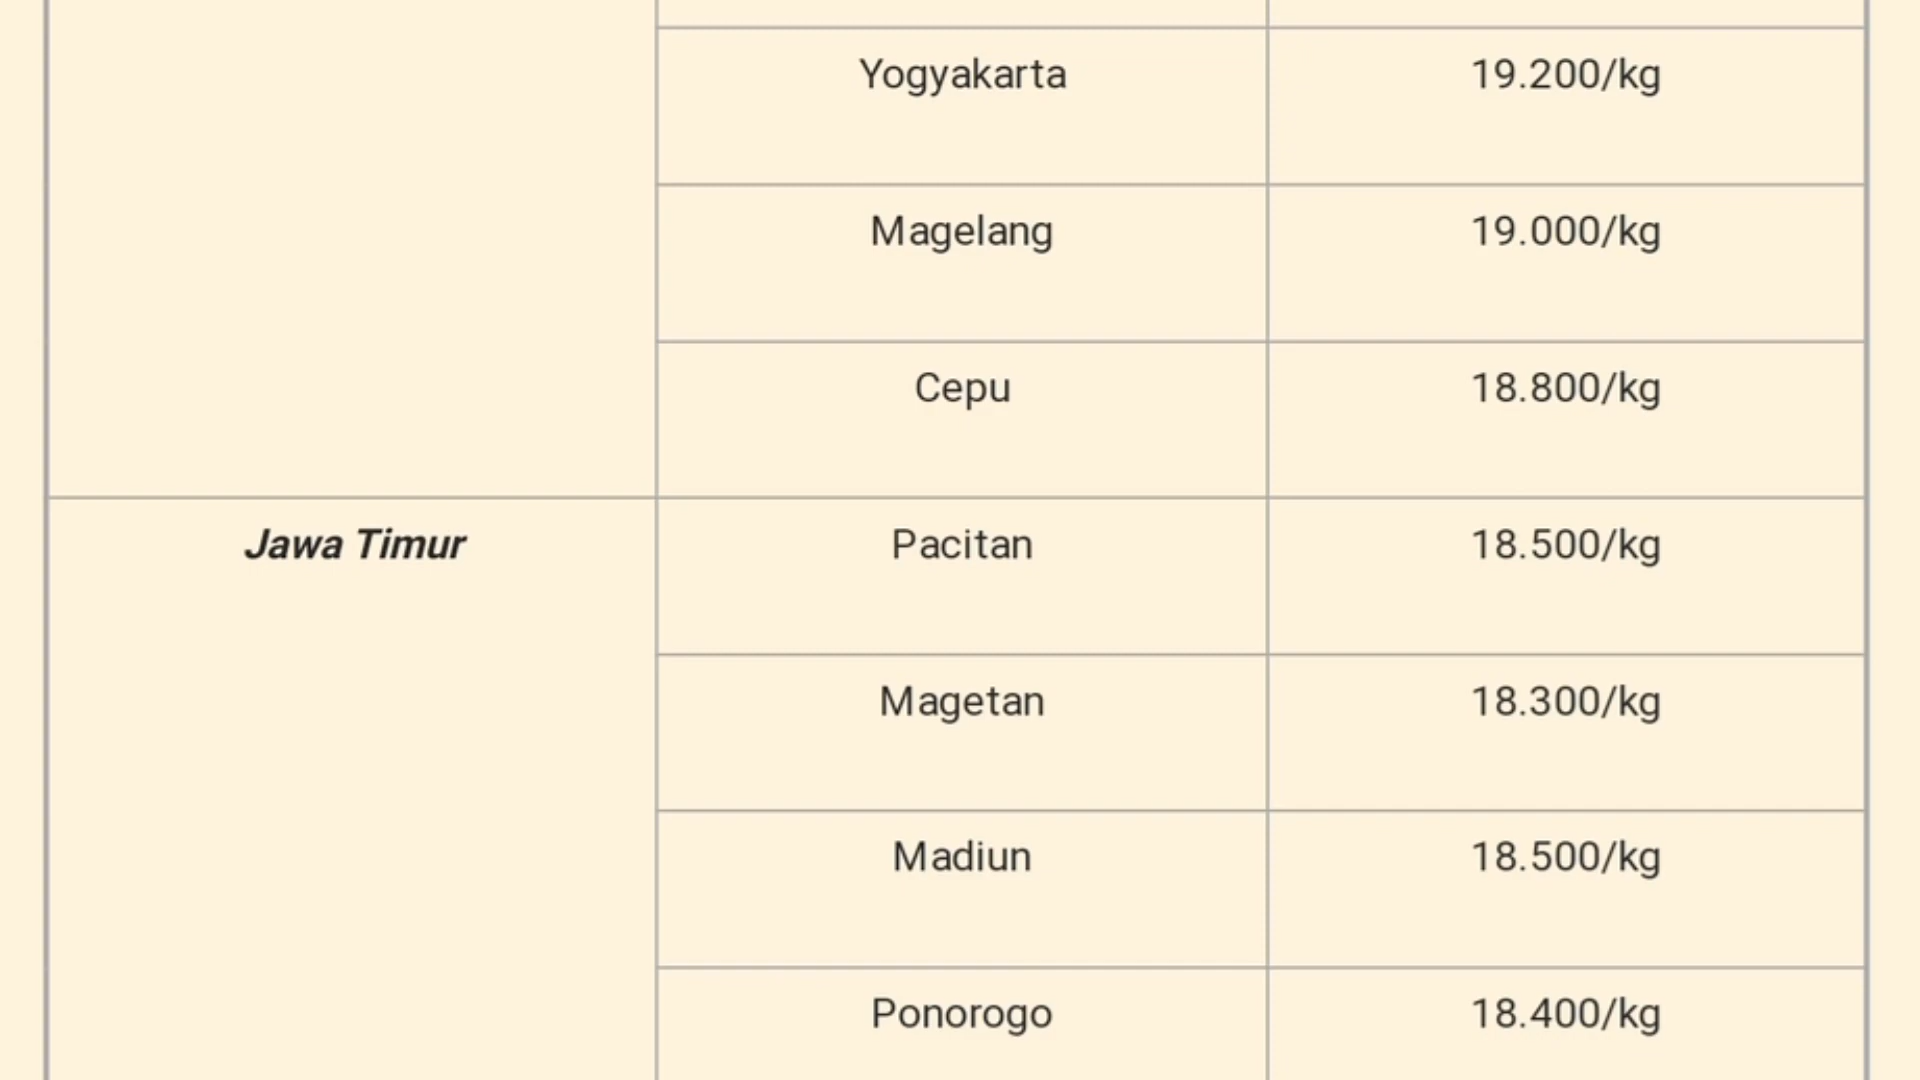 Yogyakarta 19.200/kg
Magelang 19.000/kg
Cepu 18.800/kg
Jawa Timur Pacitan 18.500/kg
Magetan 18.300/kg
Madiun 18.500/kg
Ponorogo 18.400/kg